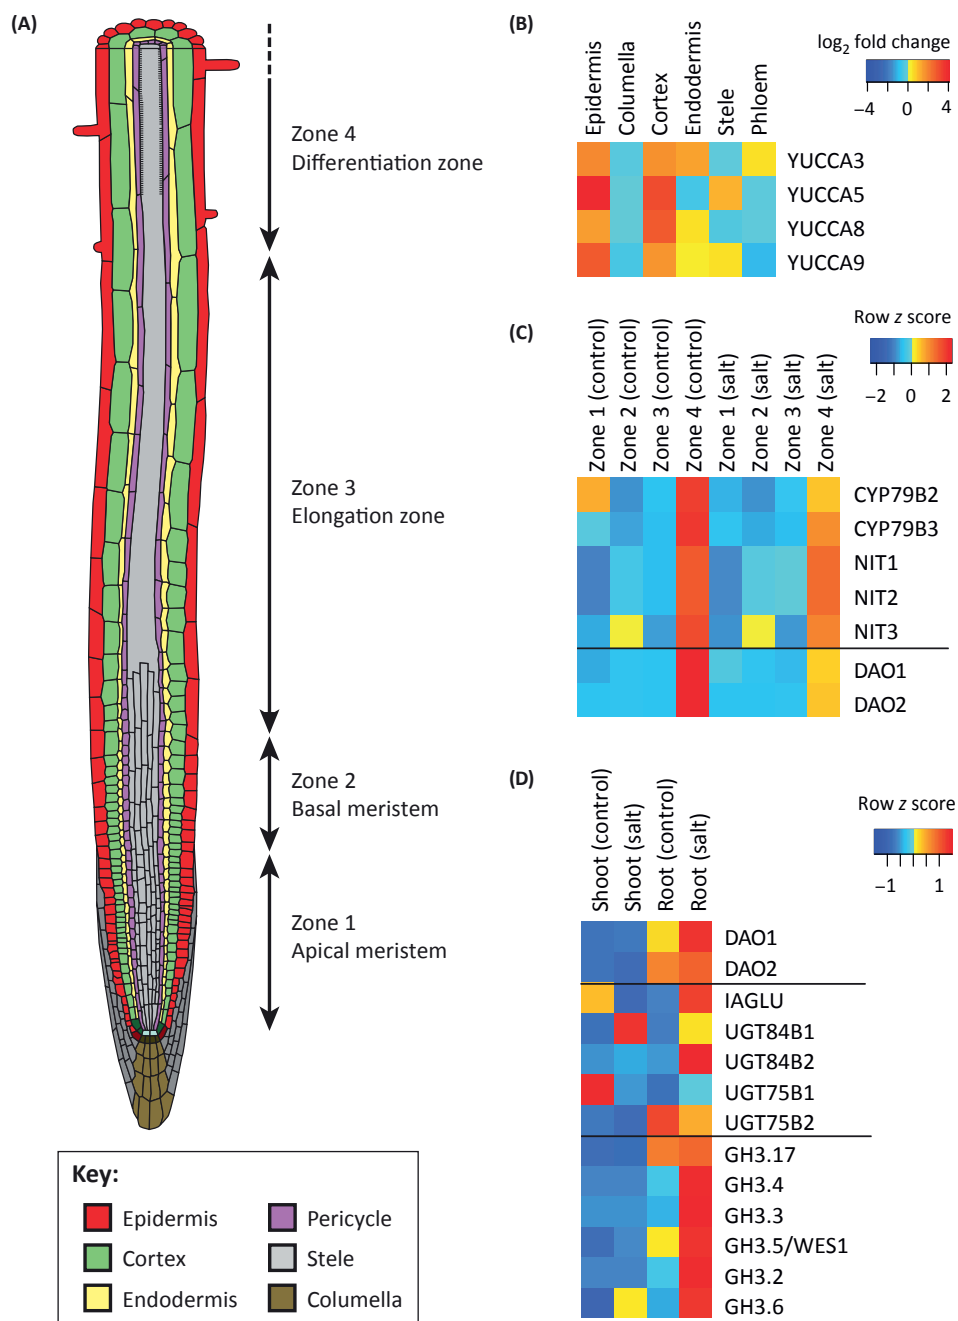 (A)
Zone 4
Differentiation zone
Zone 3
Elongation zone
Zone 2
Basal meristem
Zone 1
Apical meristem
Key:
Epidermis
Pericycle
Cortex
Stele
Endodermis
Columella
(B)
log2 fold change
−4 0 4
Epidermis
Columella
Cortex
Endodermis
Stele
Phloem
YUCCA3
YUCCA5
YUCCA8
YUCCA9
(C)
Row z score
−2 0 2
Zone 1 (control)
Zone 2 (control)
Zone 3 (control)
Zone 4 (control)
Zone 1 (salt)
Zone 2 (salt)
Zone 3 (salt)
Zone 4 (salt)
CYP79B2
CYP79B3
NIT1
NIT2
NIT3
DAO1
DAO2
(D)
Row z score
−1 1
Shoot (control)
Shoot (salt)
Root (control)
Root (salt)
DAO1
DAO2
IAGLU
UGT84B1
UGT84B2
UGT75B1
UGT75B2
GH3.17
GH3.4
GH3.3
GH3.5/WES1
GH3.2
GH3.6